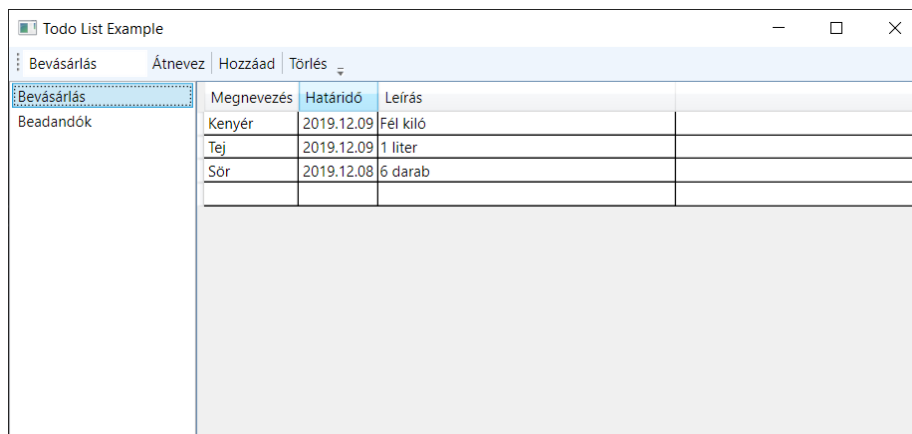 Todo List Example
Bevásárlás Átnevez Hozzáad Törlés
Bevásárlás
Beadandók
Megnevezés Határidő Leírás
Kenyér 2019.12.09 Fél kiló
Tej 2019.12.09 1 liter
Sör 2019.12.08 6 darab